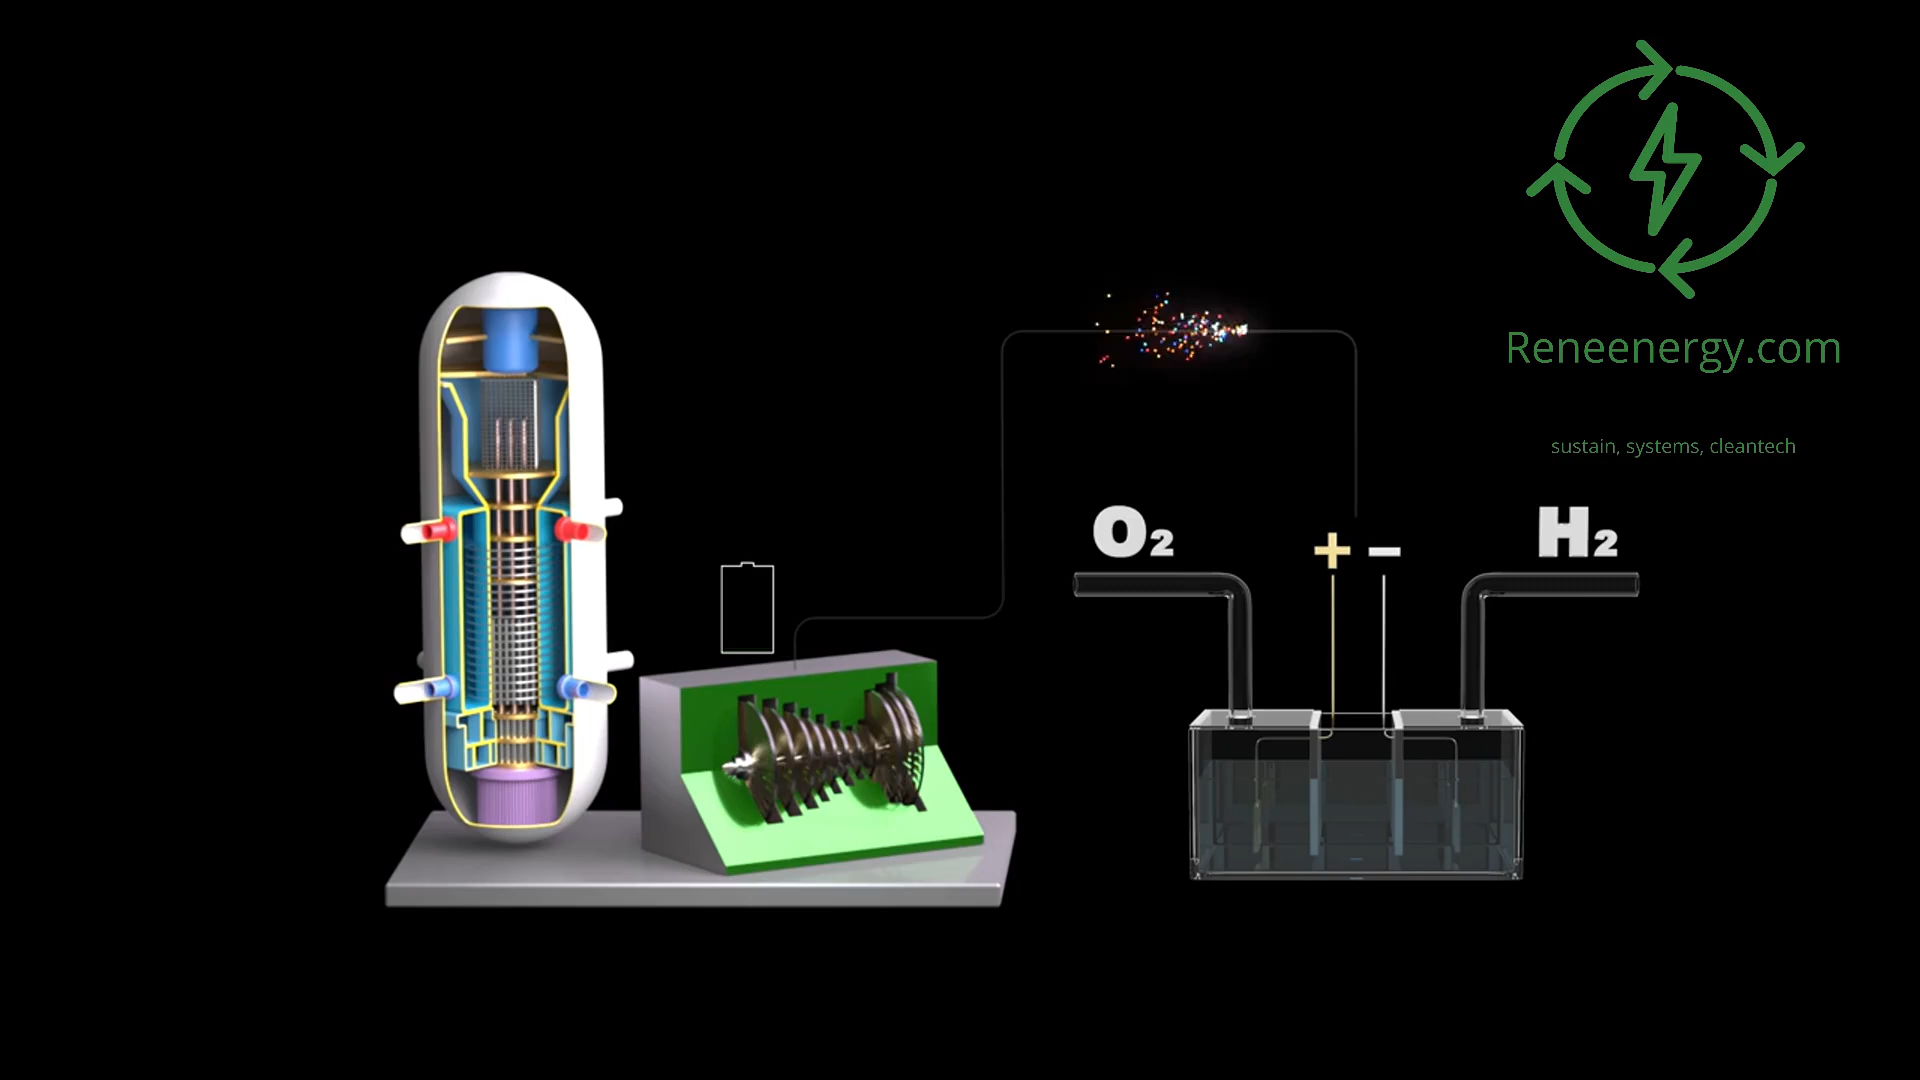 Reneenergy.com
sustain, systems, cleantech
O₂
+ −
H₂